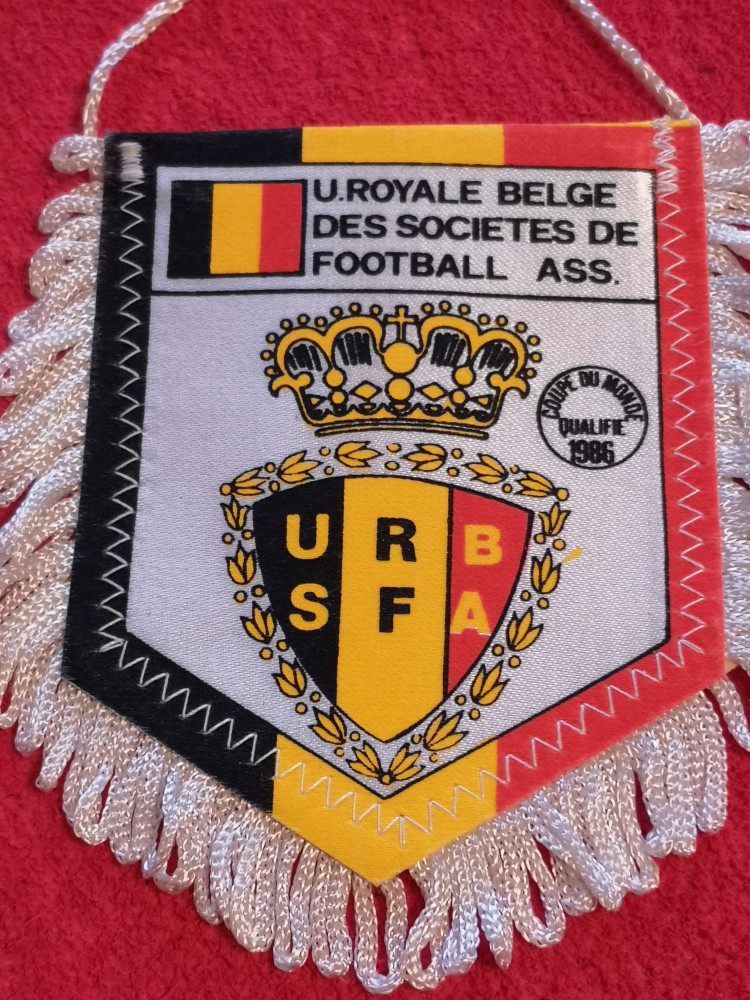 U.ROYALE BELGE
DES SOCIETES DE
FOOTBALL ASS.
COUPE DU MONDE
QUALIFIE
1986
U R B
S F A